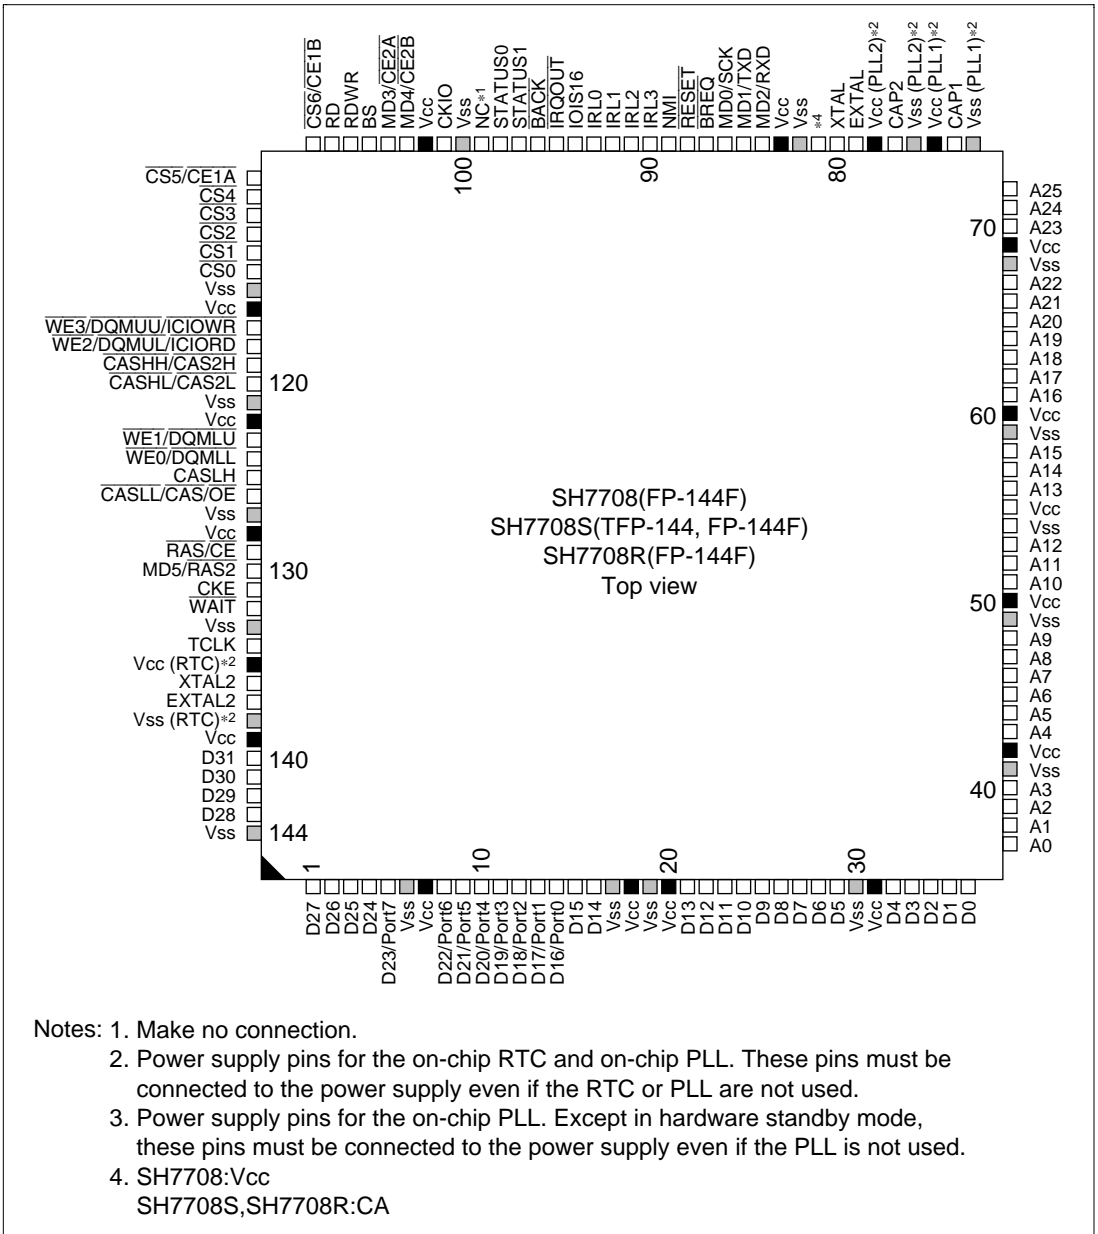 CS6/CE1B
RD
RDWR
BS
MD3/CE2A
MD4/CE2B
Vcc
CKIO
Vss
NC*1
STATUS0
STATUS1
BACK
IRQOUT
IOIS16
IRL0
IRL1
IRL2
IRL3
NMI
RESET
BREQ
MD0/SCK
MD1/TXD
MD2/RXD
Vcc
Vss
*4
XTAL
EXTAL
Vcc (PLL2)*2
CAP2
Vss (PLL2)*2
Vcc (PLL1)*2
CAP1
Vss (PLL1)*2
100
90
80
CS5/CE1A
CS4
CS3
CS2
CS1
CS0
Vss
Vcc
WE3/DQMUU/ICIOWR
WE2/DQMUL/ICIORD
CASHH/CAS2H
CASHL/CAS2L 120
Vss
Vcc
WE1/DQMLU
WE0/DQMLL
CASLH
CASLL/CAS/OE
Vss
Vcc
RAS/CE
MD5/RAS2 130
CKE
WAIT
Vss
TCLK
Vcc (RTC)*2
XTAL2
EXTAL2
Vss (RTC)*2
Vcc
D31 140
D30
D29
D28
Vss 144
SH7708(FP-144F)
SH7708S(TFP-144, FP-144F)
SH7708R(FP-144F)
Top view
A25
A24
70 A23
Vcc
Vss
A22
A21
A20
A19
A18
A17
A16
60 Vcc
Vss
A15
A14
A13
Vcc
Vss
A12
A11
A10
50 Vcc
Vss
A9
A8
A7
A6
A5
A4
Vcc
Vss
40 A3
A2
A1
A0
1
10
20
30
D27
D26
D25
D24
D23/Port7
Vss
Vcc
D22/Port6
D21/Port5
D20/Port4
D19/Port3
D18/Port2
D17/Port1
D16/Port0
D15
D14
Vss
Vcc
Vss
Vcc
D13
D12
D11
D10
D9
D8
D7
D6
D5
Vss
Vcc
D4
D3
D2
D1
D0
Notes: 1. Make no connection.
2. Power supply pins for the on-chip RTC and on-chip PLL. These pins must be
connected to the power supply even if the RTC or PLL are not used.
3. Power supply pins for the on-chip PLL. Except in hardware standby mode,
these pins must be connected to the power supply even if the PLL is not used.
4. SH7708:Vcc
SH7708S,SH7708R:CA